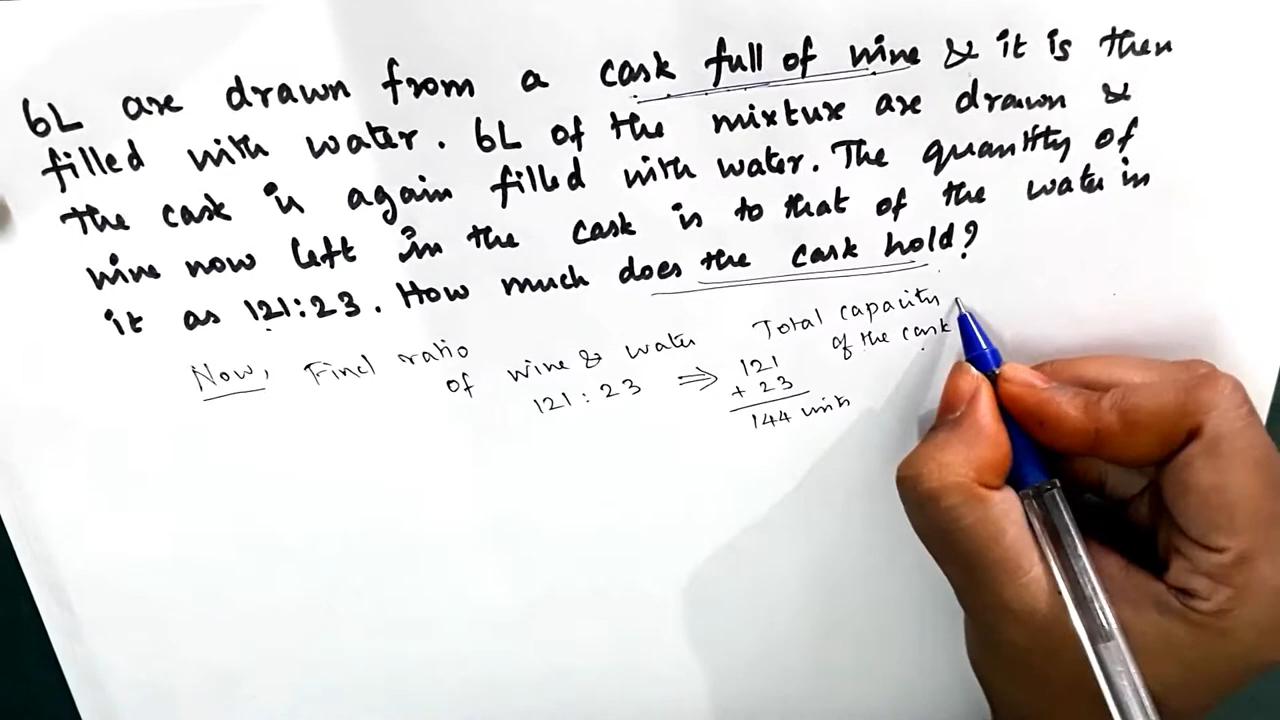 6L are drawn from a cask full of wine & it is then
filled with water. 6L of the mixture are drawn &
the cask is again filled with water. The quantity of
wine now left in the cask is to that of the water in
it as 121:23. How much does the cask hold?
Now, Final ratio of wine & water
121 : 23 ⇒
Total capacity of the cask
121
+ 23
144 units